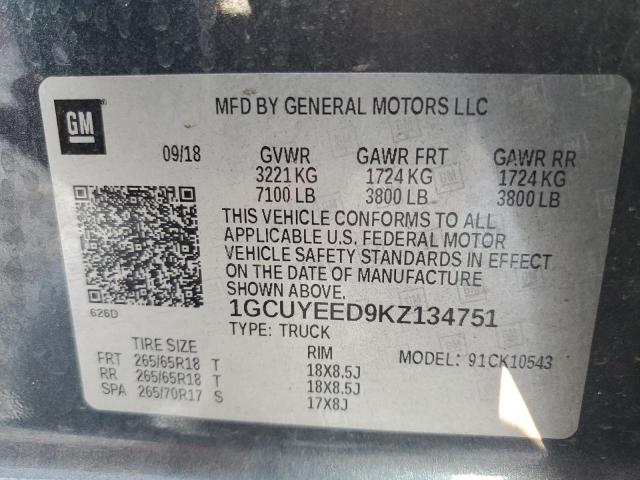 GM
MFD BY GENERAL MOTORS LLC
09/18 GVWR GAWR FRT GAWR RR
3221 KG 1724 KG 1724 KG
7100 LB 3800 LB 3800 LB
THIS VEHICLE CONFORMS TO ALL
APPLICABLE U.S. FEDERAL MOTOR
VEHICLE SAFETY STANDARDS IN EFFECT
ON THE DATE OF MANUFACTURE
SHOWN ABOVE.
626D
1GCUYEED9KZ134751
TYPE: TRUCK
TIRE SIZE RIM MODEL: 91CK10543
FRT 265/65R18 T 18X8.5J
RR 265/65R18 T 18X8.5J
SPA 265/70R17 S 17X8J